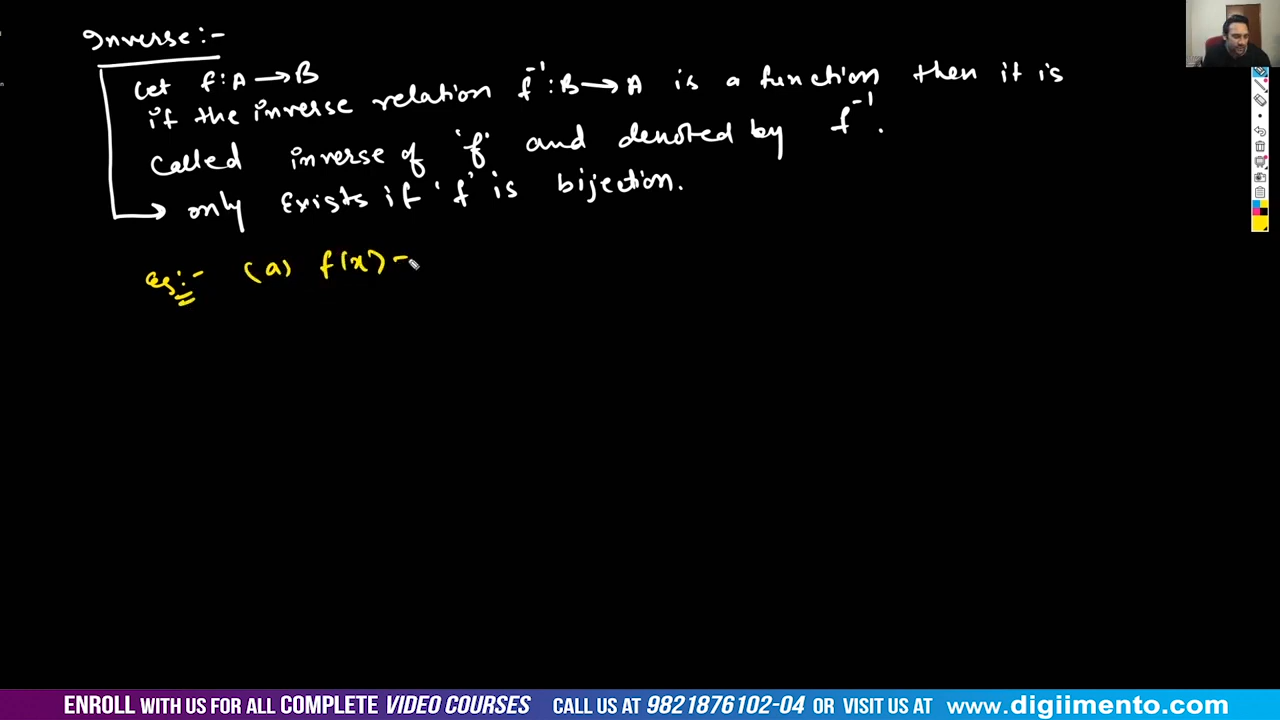 Inverse:-
Let f: A → B
if the inverse relation f⁻¹: B → A is a function then it is
called inverse of 'f' and denoted by f⁻¹.
→ only exists if 'f' is bijection.
eg:- (a) f(x) -
ENROLL WITH US FOR ALL COMPLETE VIDEO COURSES CALL US AT 9821876102-04 OR VISIT US AT www.digiimento.com